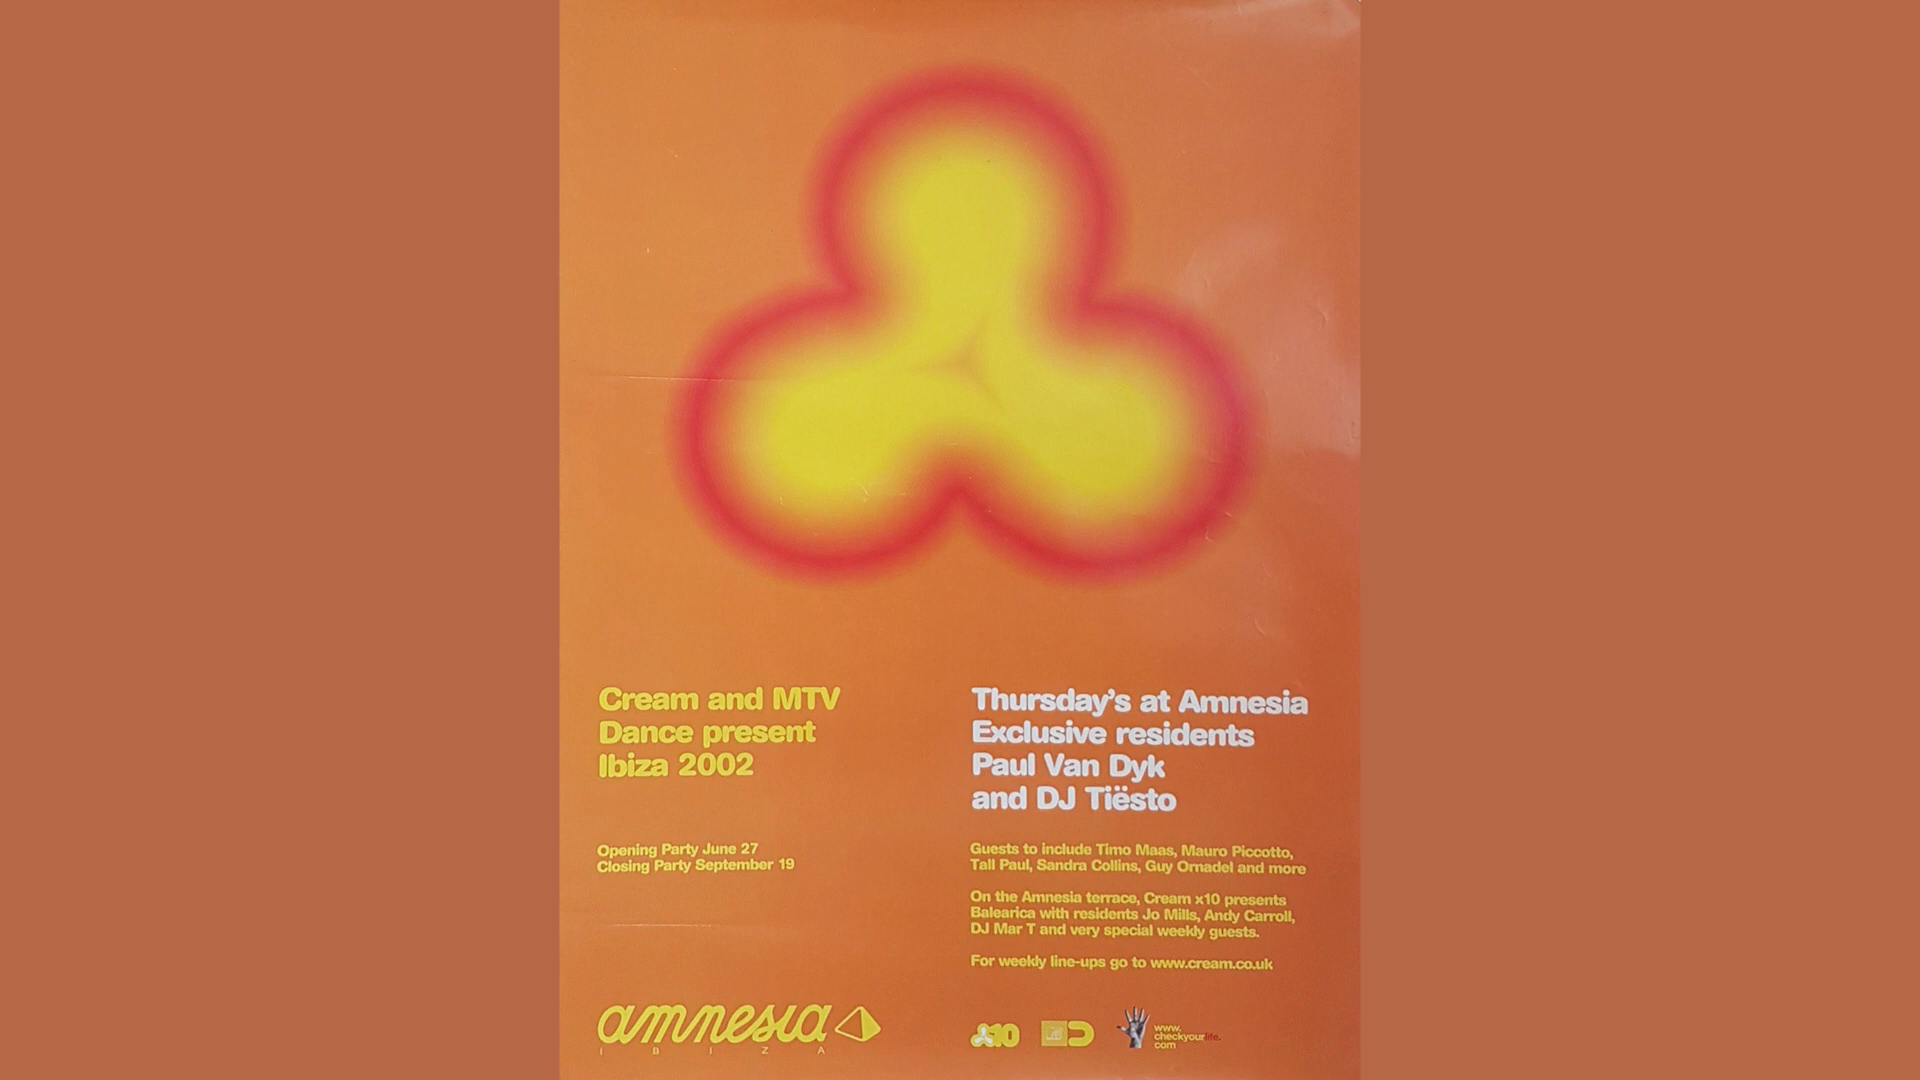 Cream and MTV
Dance present
Ibiza 2002
Thursday's at Amnesia
Exclusive residents
Paul Van Dyk
and DJ Tiësto
Opening Party June 27
Closing Party September 19
Guests to include Timo Maas, Mauro Piccotto,
Tall Paul, Sandra Collins, Guy Ornadel and more
On the Amnesia terrace, Cream x10 presents
Balearica with residents Jo Mills, Andy Carroll,
DJ Mar T and very special weekly guests.
For weekly line-ups go to www.cream.co.uk
amnesia
IBIZA
x10
www.
checkyourlife.
com